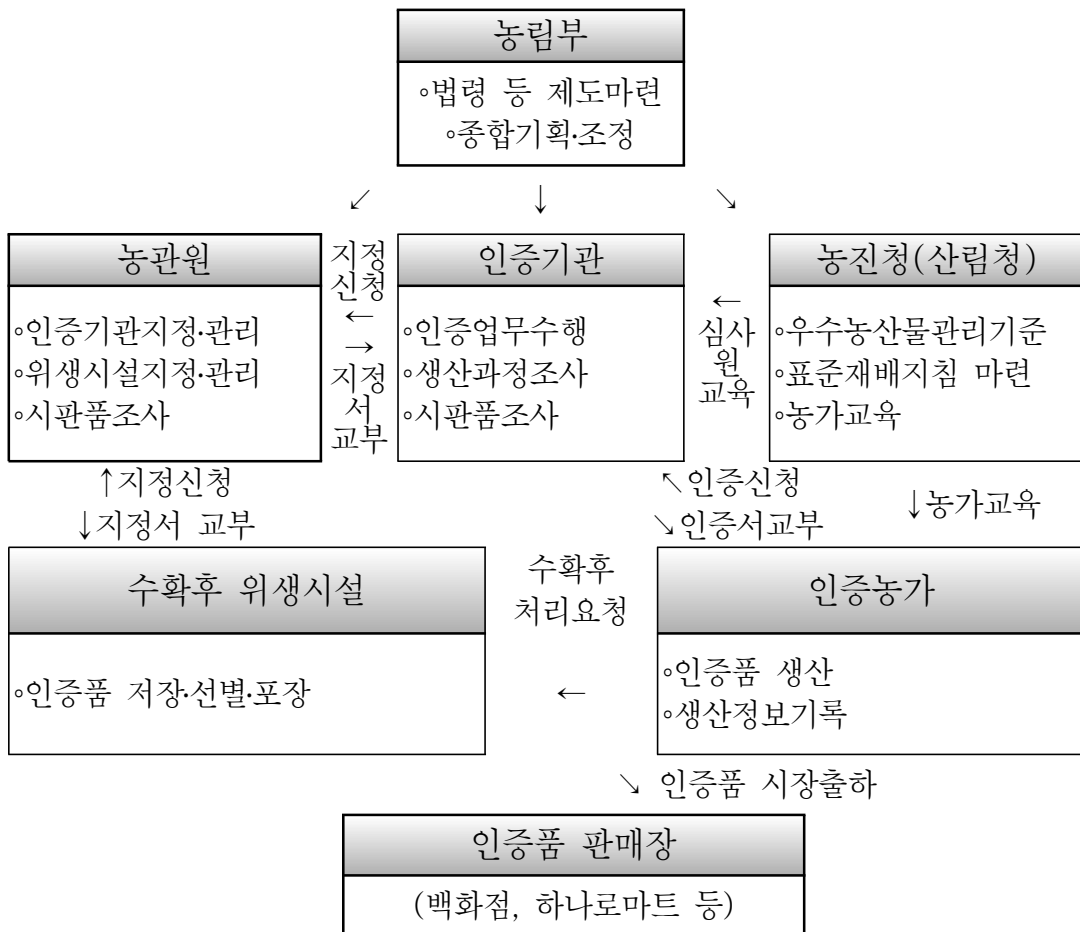 농림부
◦법령 등 제도마련
◦종합기획·조정
↙ ↓ ↘
농관원
◦인증기관지정·관리
◦위생시설지정·관리
◦시판품조사
지정
신청
←
→
지정
서
교부
인증기관
◦인증업무수행
◦생산과정조사
◦시판품조사
←
심사
원
교육
농진청(산림청)
◦우수농산물관리기준
◦표준재배지침 마련
◦농가교육
↑지정신청
↓지정서 교부
↖인증신청
↘인증서교부
↓농가교육
수확후 위생시설
◦인증품 저장·선별·포장
수확후
처리요청
←
인증농가
◦인증품 생산
◦생산정보기록
↘ 인증품 시장출하
인증품 판매장
(백화점, 하나로마트 등)